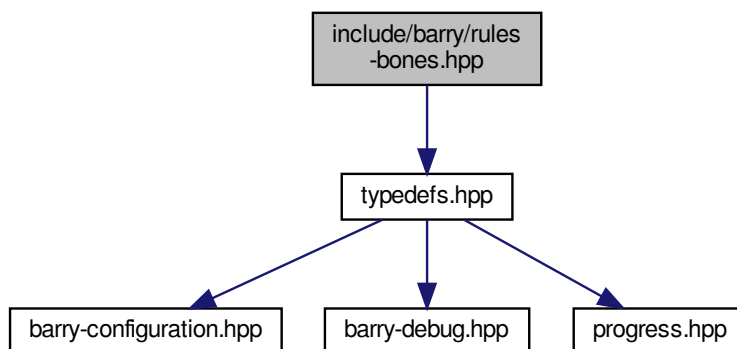 include/barry/rules
-bones.hpp
typedefs.hpp
barry-configuration.hpp
barry-debug.hpp
progress.hpp